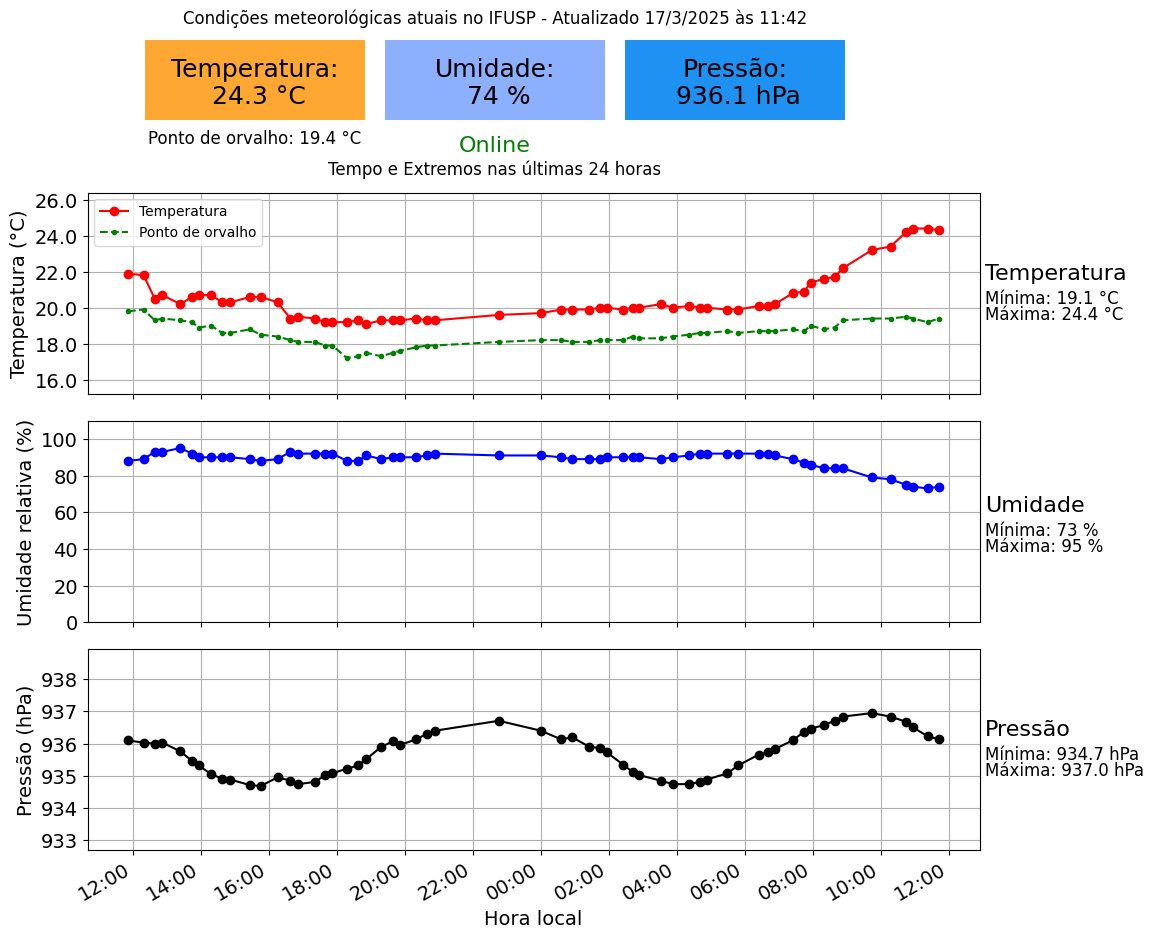 Condições meteorológicas atuais no IFUSP - Atualizado 17/3/2025 às 11:42
Temperatura:
24.3 °C
Umidade:
74 %
Pressão:
936.1 hPa
Ponto de orvalho: 19.4 °C
Online
Tempo e Extremos nas últimas 24 horas
Temperatura (°C)
26.0
24.0
22.0
20.0
18.0
16.0
Temperatura
Ponto de orvalho
Temperatura
Mínima: 19.1 °C
Máxima: 24.4 °C
Umidade relativa (%)
100
80
60
40
20
0
Umidade
Mínima: 73 %
Máxima: 95 %
Pressão (hPa)
938
937
936
935
934
933
Pressão
Mínima: 934.7 hPa
Máxima: 937.0 hPa
12:00 14:00 16:00 18:00 20:00 22:00 00:00 02:00 04:00 06:00 08:00 10:00 12:00
Hora local